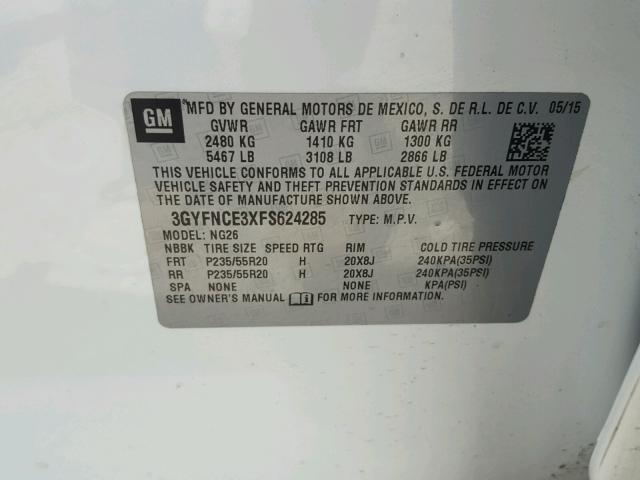 GM MFD BY GENERAL MOTORS DE MEXICO, S. DE R.L. DE C.V. 05/15
GVWR GAWR FRT GAWR RR
2480 KG 1410 KG 1300 KG
5467 LB 3108 LB 2866 LB
THIS VEHICLE CONFORMS TO ALL APPLICABLE U.S. FEDERAL MOTOR
VEHICLE SAFETY AND THEFT PREVENTION STANDARDS IN EFFECT ON
THE DATE OF MANUFACTURE SHOWN ABOVE.
3GYFNCE3XFS624285 TYPE: M.P.V.
MODEL: NG26
NBBK TIRE SIZE SPEED RTG RIM COLD TIRE PRESSURE
FRT P235/55R20 H 20X8J 240KPA(35PSI)
RR P235/55R20 H 20X8J 240KPA(35PSI)
SPA NONE NONE KPA(PSI)
SEE OWNER'S MANUAL FOR MORE INFORMATION.